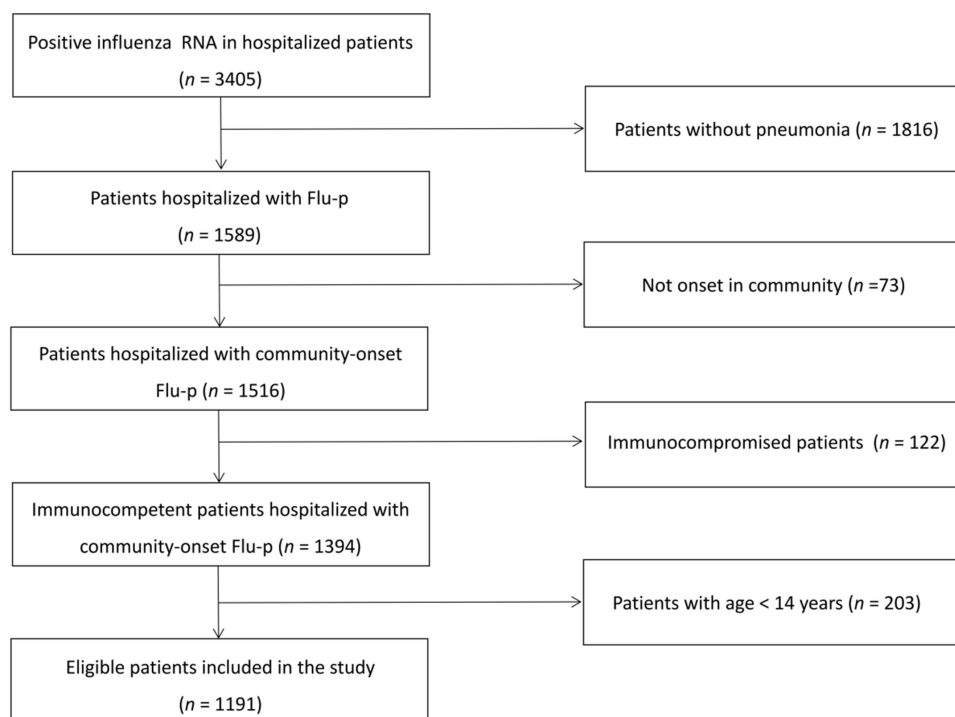 Positive influenza RNA in hospitalized patients
(n = 3405)
Patients without pneumonia (n = 1816)
Patients hospitalized with Flu-p
(n = 1589)
Not onset in community (n =73)
Patients hospitalized with community-onset
Flu-p (n = 1516)
Immunocompromised patients (n = 122)
Immunocompetent patients hospitalized with
community-onset Flu-p (n = 1394)
Patients with age < 14 years (n = 203)
Eligible patients included in the study
(n = 1191)